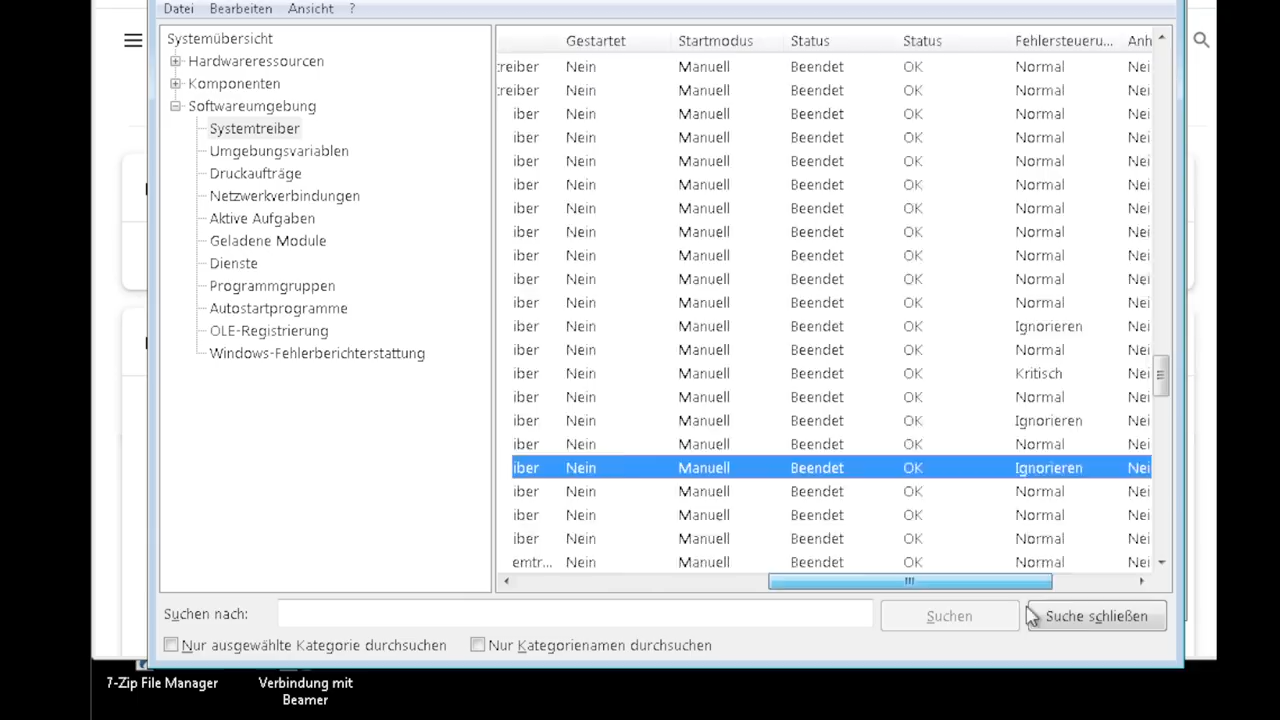 Datei Bearbeiten Ansicht ?
Systemübersicht
Hardwareressourcen
Komponenten
Softwareumgebung
Systemtreiber
Umgebungsvariablen
Druckaufträge
Netzwerkverbindungen
Aktive Aufgaben
Geladene Module
Dienste
Programmgruppen
Autostartprogramme
OLE-Registrierung
Windows-Fehlerberichterstattung
Gestartet Startmodus Status Status Fehlersteueru... Anh
treiber Nein Manuell Beendet OK Normal Nei
treiber Nein Manuell Beendet OK Normal Nei
iber Nein Manuell Beendet OK Normal Nei
iber Nein Manuell Beendet OK Normal Nei
iber Nein Manuell Beendet OK Normal Nei
iber Nein Manuell Beendet OK Normal Nei
iber Nein Manuell Beendet OK Normal Nei
iber Nein Manuell Beendet OK Normal Nei
iber Nein Manuell Beendet OK Normal Nei
iber Nein Manuell Beendet OK Normal Nei
iber Nein Manuell Beendet OK Normal Nei
iber Nein Manuell Beendet OK Ignorieren Nei
iber Nein Manuell Beendet OK Normal Nei
iber Nein Manuell Beendet OK Kritisch Nei
iber Nein Manuell Beendet OK Normal Nei
iber Nein Manuell Beendet OK Ignorieren Nei
iber Nein Manuell Beendet OK Normal Nei
iber Nein Manuell Beendet OK Ignorieren Nei
iber Nein Manuell Beendet OK Normal Nei
iber Nein Manuell Beendet OK Normal Nei
iber Nein Manuell Beendet OK Normal Nei
emtr... Nein Manuell Beendet OK Normal Nei
Suchen nach: Suchen Suche schließen
Nur ausgewählte Kategorie durchsuchen Nur Kategorienamen durchsuchen
7-Zip File Manager
Verbindung mit
Beamer